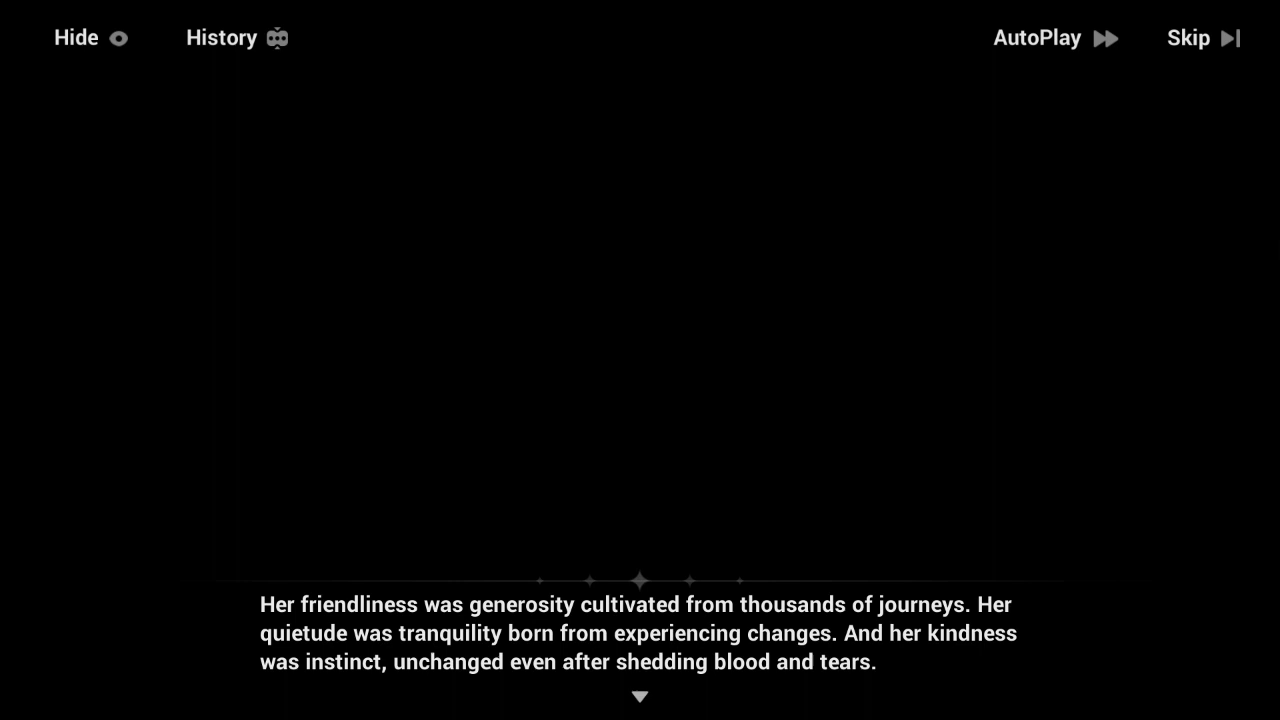 Hide
History
AutoPlay
Skip
Her friendliness was generosity cultivated from thousands of journeys. Her
quietude was tranquility born from experiencing changes. And her kindness
was instinct, unchanged even after shedding blood and tears.